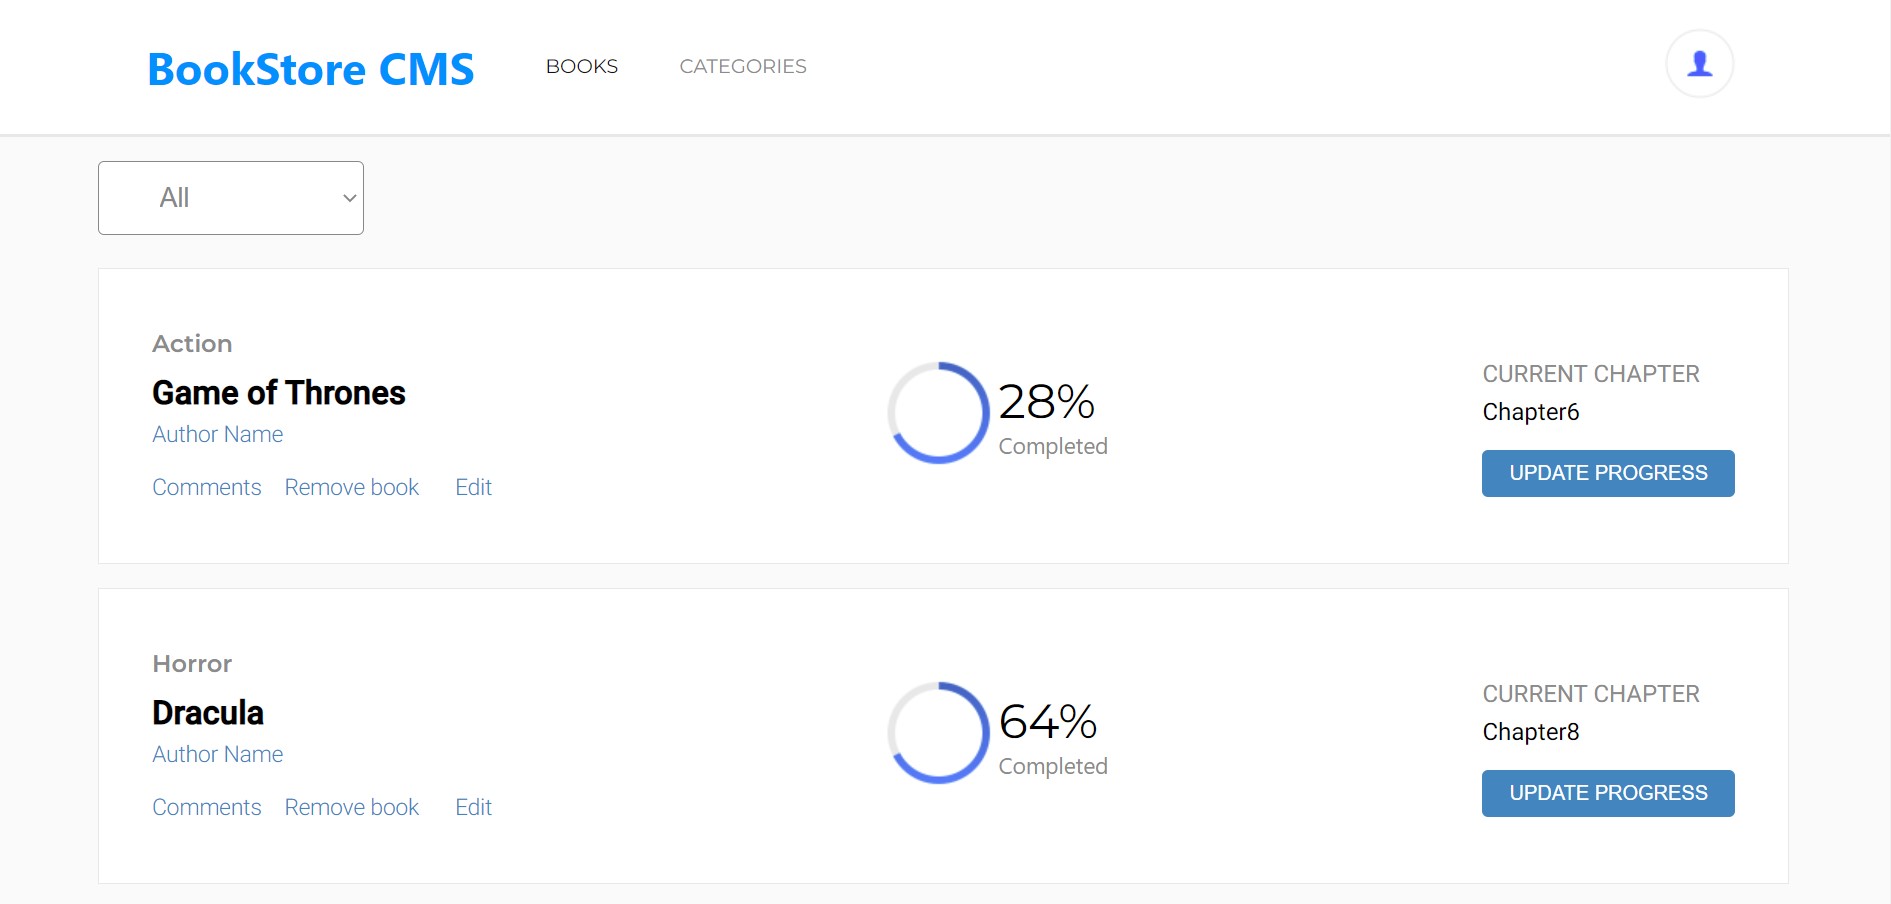 BookStore CMS BOOKS CATEGORIES
All
Action
Game of Thrones
Author Name
Comments Remove book Edit
28%
Completed
CURRENT CHAPTER
Chapter6
UPDATE PROGRESS
Horror
Dracula
Author Name
Comments Remove book Edit
64%
Completed
CURRENT CHAPTER
Chapter8
UPDATE PROGRESS